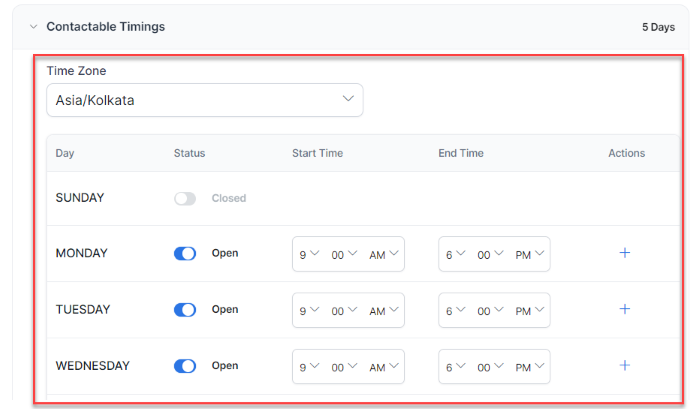 Contactable Timings 5 Days
Time Zone
Asia/Kolkata
Day Status Start Time End Time Actions
SUNDAY Closed
MONDAY Open 9 00 AM 6 00 PM +
TUESDAY Open 9 00 AM 6 00 PM +
WEDNESDAY Open 9 00 AM 6 00 PM +